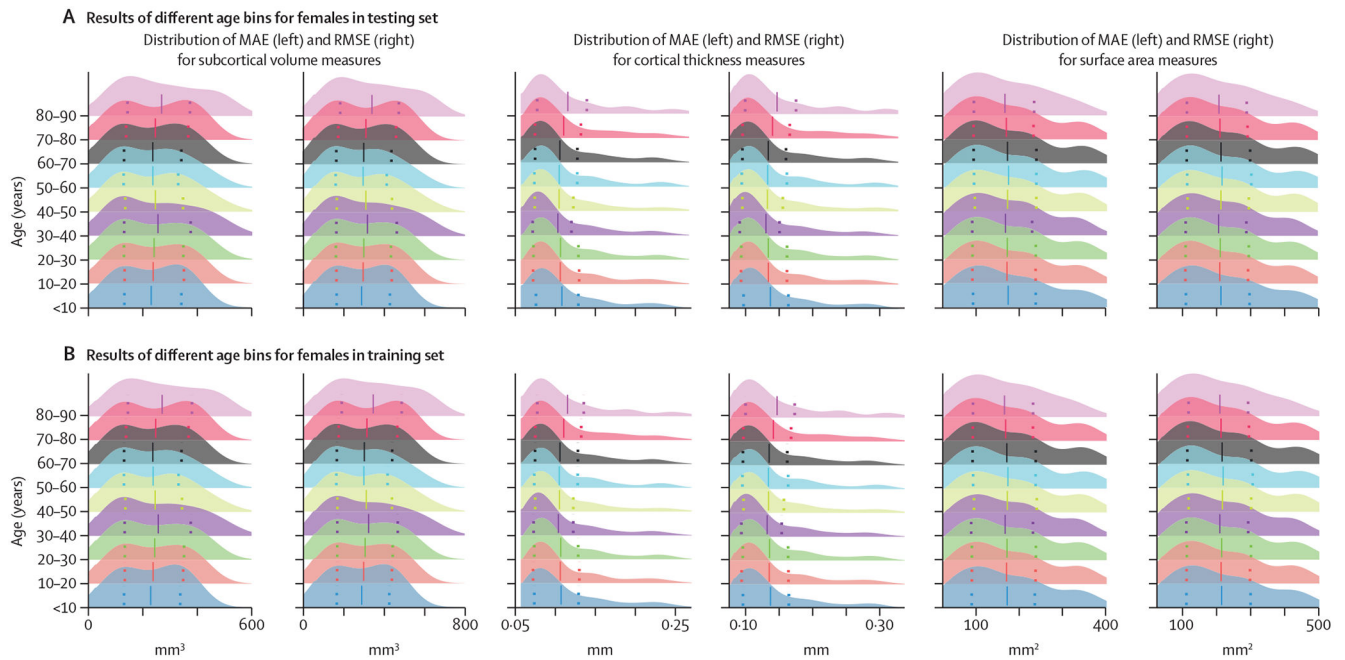 A Results of different age bins for females in testing set
Distribution of MAE (left) and RMSE (right)
for subcortical volume measures
Distribution of MAE (left) and RMSE (right)
for cortical thickness measures
Distribution of MAE (left) and RMSE (right)
for surface area measures
Age (years)
80–90
70–80
60–70
50–60
40–50
30–40
20–30
10–20
<10
B Results of different age bins for females in training set
Age (years)
80–90
70–80
60–70
50–60
40–50
30–40
20–30
10–20
<10
0 600 0 800 0·05 0·25 0·10 0·30 100 400 100 500
mm³ mm³ mm mm mm² mm²